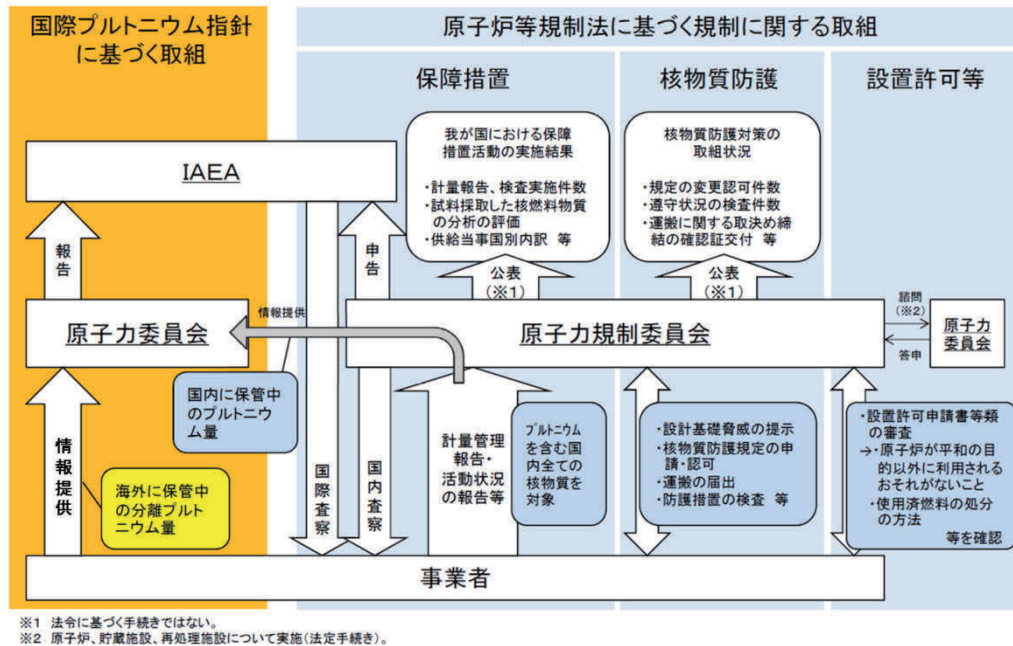 国際プルトニウム指針
に基づく取組
原子炉等規制法に基づく規制に関する取組
保障措置
核物質防護
設置許可等
我が国における保障
措置活動の実施結果
・計量報告、検査実施件数
・試料採取した核燃料物質
の分析の評価
・供給当事国別内訳 等
核物質防護対策の
取組状況
・規定の変更認可件数
・遵守状況の検査件数
・運搬に関する取決め締
結の確認証交付 等
IAEA
報告
申告
公表
(※1)
公表
(※1)
情報提供
原子力委員会
原子力規制委員会
諮問
(※2)
答申
原子力
委員会
国内に保管中
のプルトニウ
ム量
情報提供
海外に保管中
の分離プルト
ニウム量
国際査察
国内査察
計量管理
報告・
活動状況
の報告等
プルトニウム
を含む国
内全ての
核物質を
対象
・設計基礎脅威の提示
・核物質防護規定の申
請・認可
・運搬の届出
・防護措置の検査 等
・設置許可申請書等類
の審査
→・原子炉が平和の目
的以外に利用される
おそれがないこと
・使用済燃料の処分
の方法
等を確認
事業者
※1 法令に基づく手続きではない。
※2 原子炉、貯蔵施設、再処理施設について実施(法定手続き)。